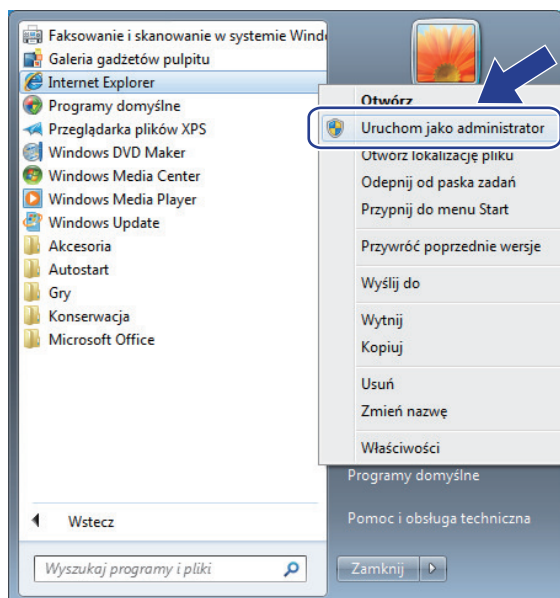 Faksowanie i skanowanie w systemie Windo
Galeria gadżetów pulpitu
Internet Explorer
Programy domyślne
Przeglądarka plików XPS
Windows DVD Maker
Windows Media Center
Windows Media Player
Windows Update
Akcesoria
Autostart
Gry
Konserwacja
Microsoft Office
Wstecz
Wyszukaj programy i pliki
Otwórz
Uruchom jako administrator
Otwórz lokalizację pliku
Odepnij od paska zadań
Przypnij do menu Start
Przywróć poprzednie wersje
Wyślij do
Wytnij
Kopiuj
Usuń
Zmień nazwę
Właściwości
Programy domyślne
Pomoc i obsługa techniczna
Zamknij